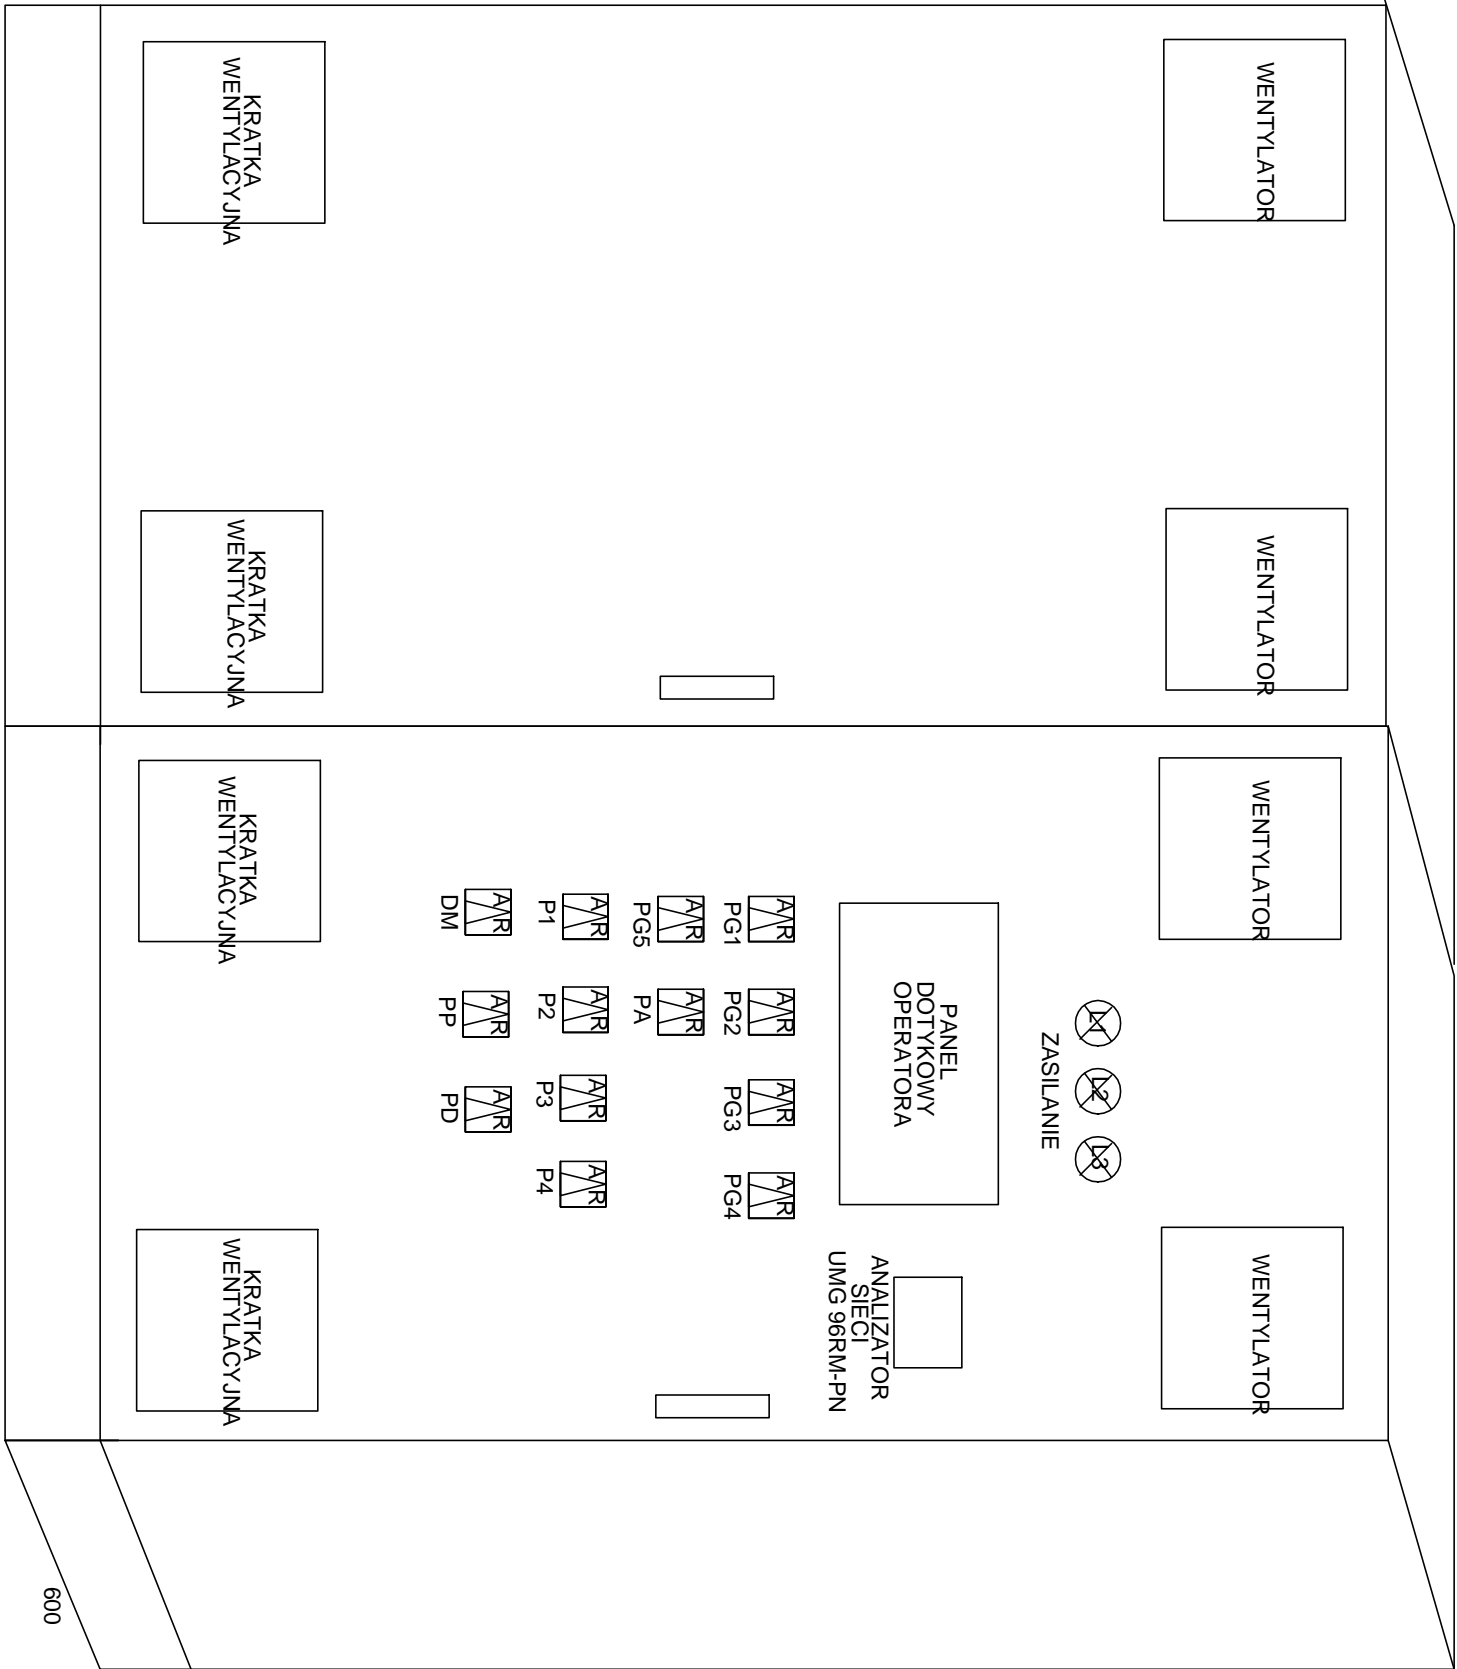 WENTYLATOR
WENTYLATOR
WENTYLATOR
WENTYLATOR
L1 L2 L3
ZASILANIE
PANEL
DOTYKOWY
OPERATORA
ANALIZATOR
SIECI
UMG 96RM-PN
A R A R A R A R
PG1 PG2 PG3 PG4
A R A R
PG5 PA
A R A R A R A R
P1 P2 P3 P4
A R A R A R
DM PP PD
KRATKA
WENTYLACYJNA
KRATKA
WENTYLACYJNA
KRATKA
WENTYLACYJNA
KRATKA
WENTYLACYJNA
600